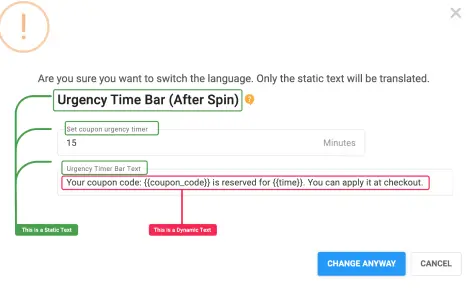 !
×
Are you sure you want to switch the language. Only the static text will be translated.
Urgency Time Bar (After Spin) ?
Set coupon urgency timer
15 Minutes
Urgency Timer Bar Text
Your coupon code: {{coupon_code}} is reserved for {{time}}. You can apply it at checkout.
This is a Static Text This is a Dynamic Text
CHANGE ANYWAY CANCEL